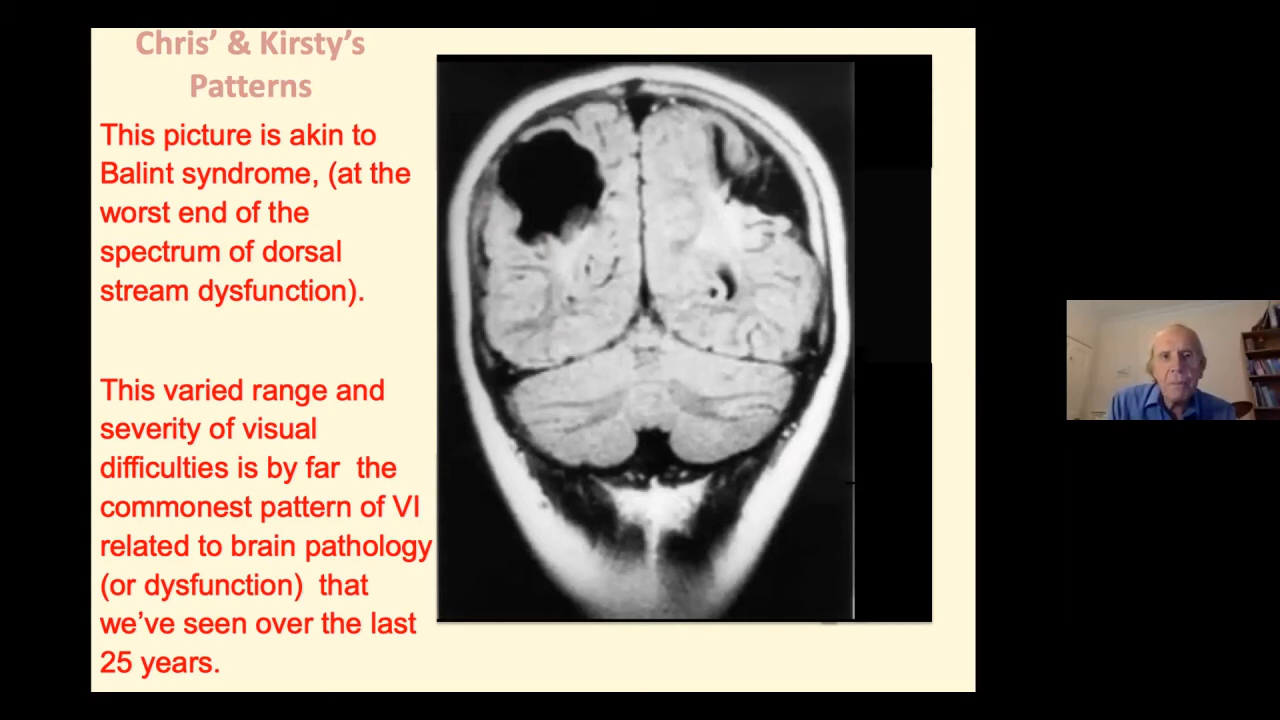 Chris’ & Kirsty’s
Patterns
This picture is akin to
Balint syndrome, (at the
worst end of the
spectrum of dorsal
stream dysfunction).
This varied range and
severity of visual
difficulties is by far  the
commonest pattern of VI
related to brain pathology
(or dysfunction)  that
we’ve seen over the last
25 years.